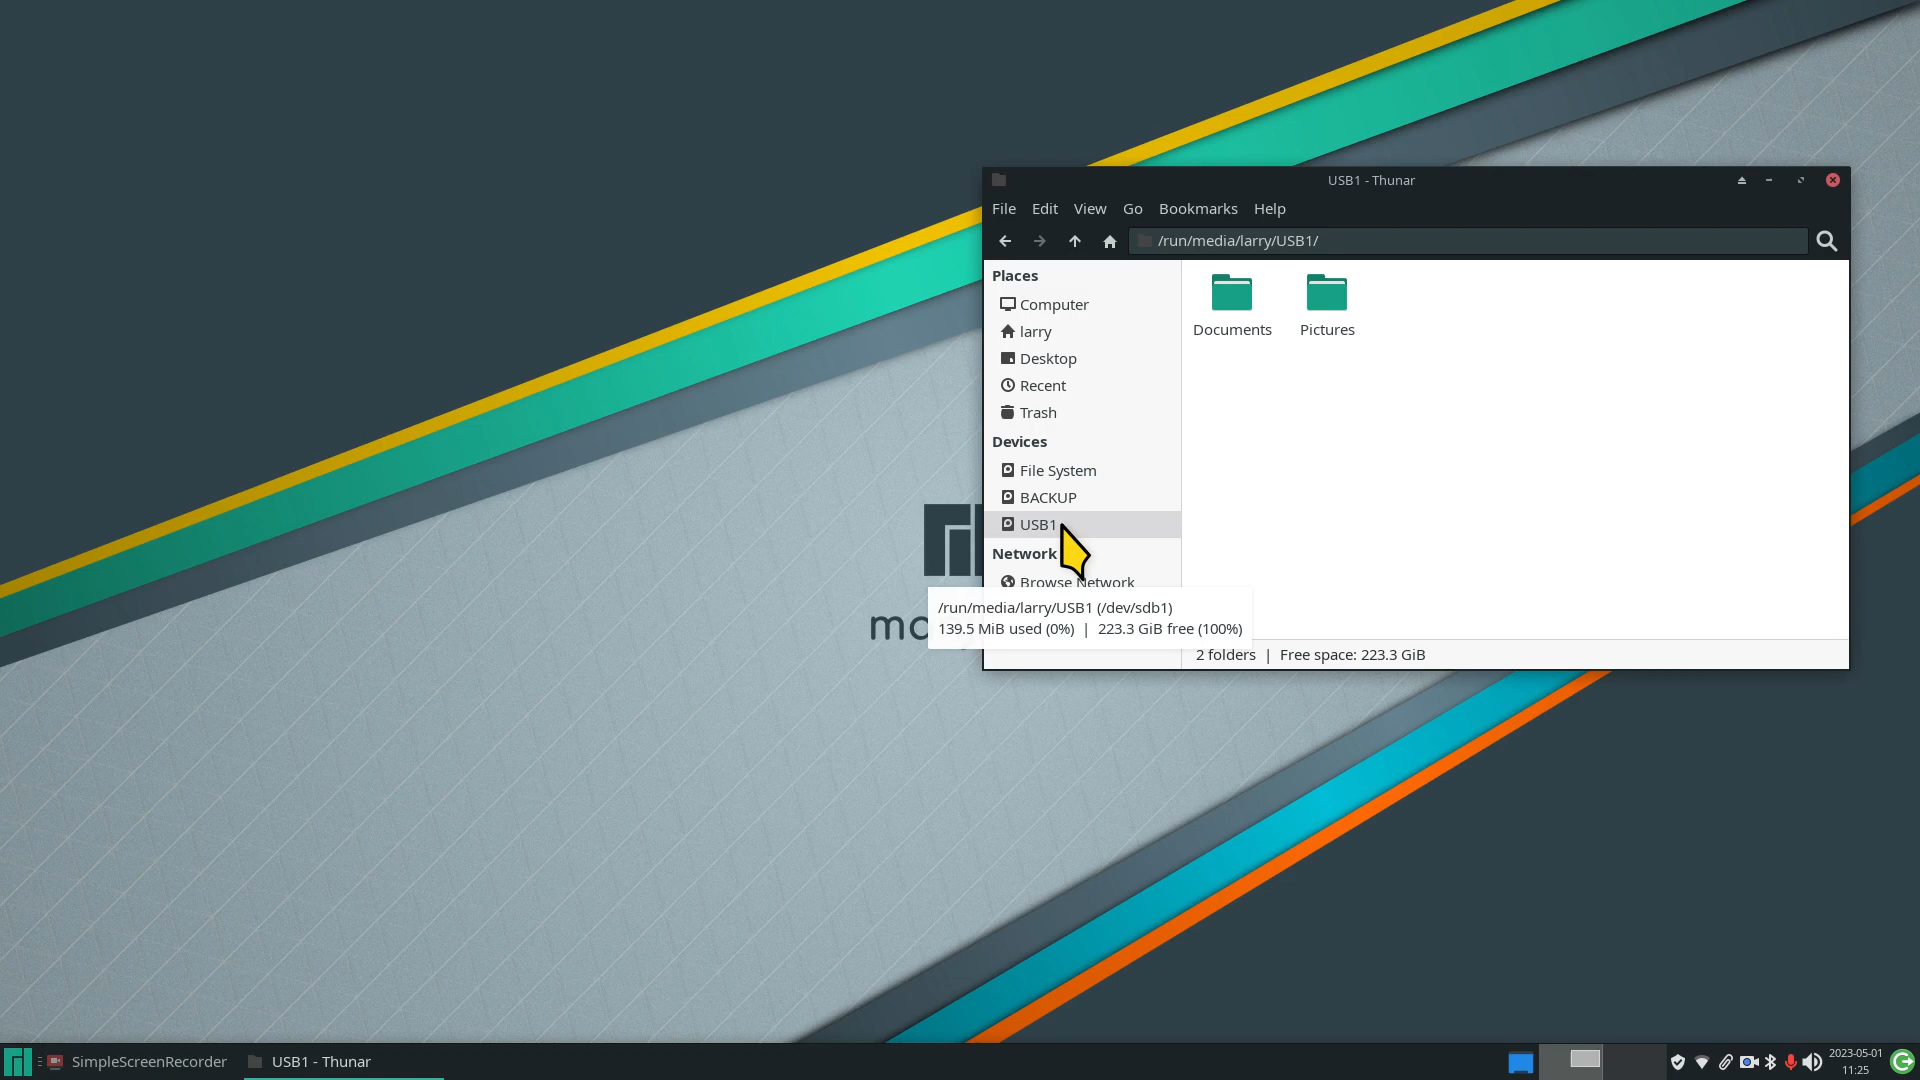 USB1 - Thunar
File Edit View Go Bookmarks Help
/run/media/larry/USB1/
Places
Computer
larry
Desktop
Recent
Trash
Devices
File System
BACKUP
USB1
Network
Browse Network
Documents
Pictures
/run/media/larry/USB1 (/dev/sdb1)
139.5 MiB used (0%) | 223.3 GiB free (100%)
2 folders | Free space: 223.3 GiB
SimpleScreenRecorder
USB1 - Thunar
2023-05-01
11:25